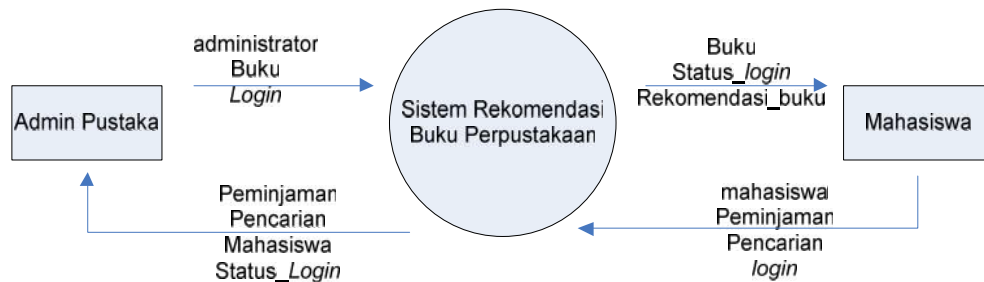 administrator
Buku
Login
Admin Pustaka
Peminjaman
Pencarian
Mahasiswa
Status_Login
Sistem Rekomendasi
Buku Perpustakaan
Buku
Status_login
Rekomendasi_buku
Mahasiswa
mahasiswa
Peminjaman
Pencarian
login